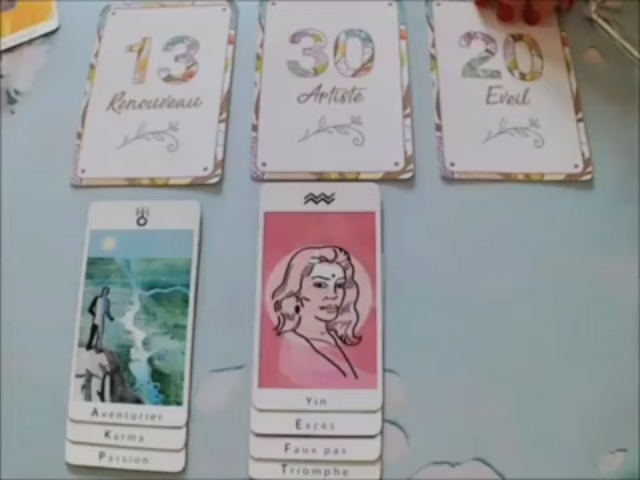 13
Renouveau
30
Artiste
20
Eveil
Aventurier
Karma
Passion
Yin
Excès
Faux pas
Triomphe